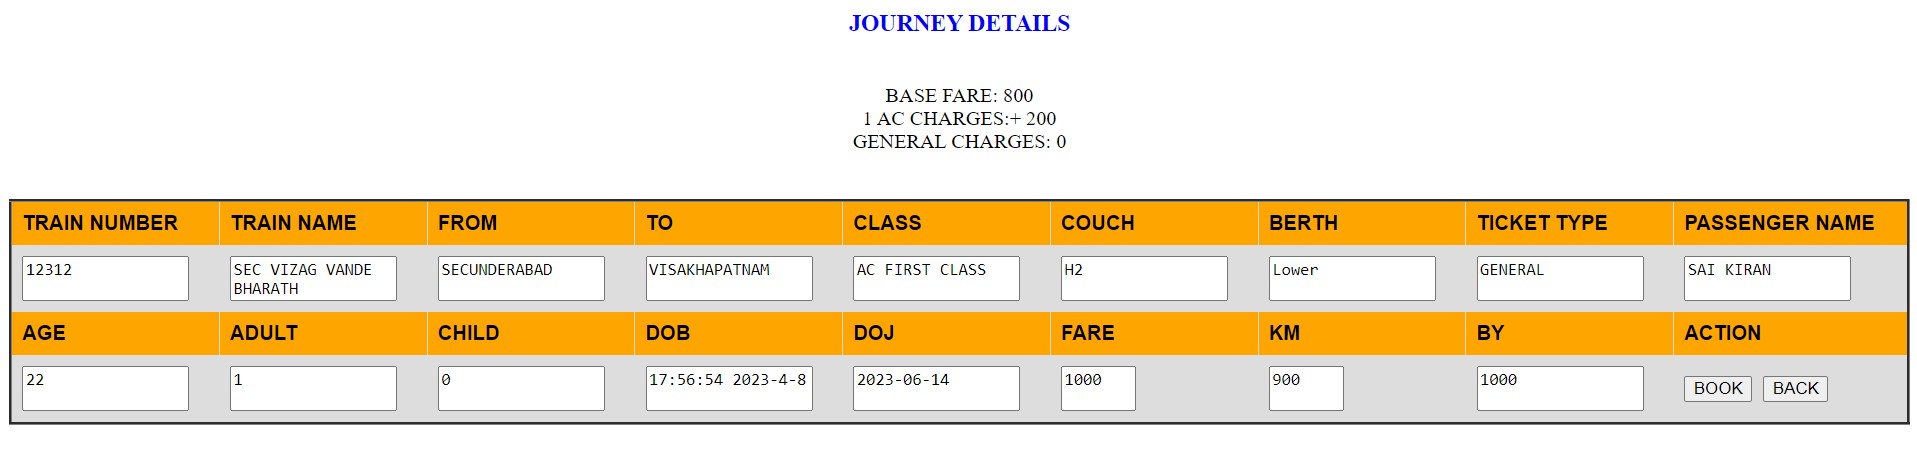 JOURNEY DETAILS
BASE FARE: 800
1 AC CHARGES:+ 200
GENERAL CHARGES: 0
TRAIN NUMBER TRAIN NAME FROM TO CLASS COUCH BERTH TICKET TYPE PASSENGER NAME
12312 SEC VIZAG VANDE SECUNDERABAD VISAKHAPATNAM AC FIRST CLASS H2 Lower GENERAL SAI KIRAN
BHARATH
AGE ADULT CHILD DOB DOJ FARE KM BY ACTION
22 1 0 17:56:54 2023-4-8 2023-06-14 1000 900 1000 BOOK BACK